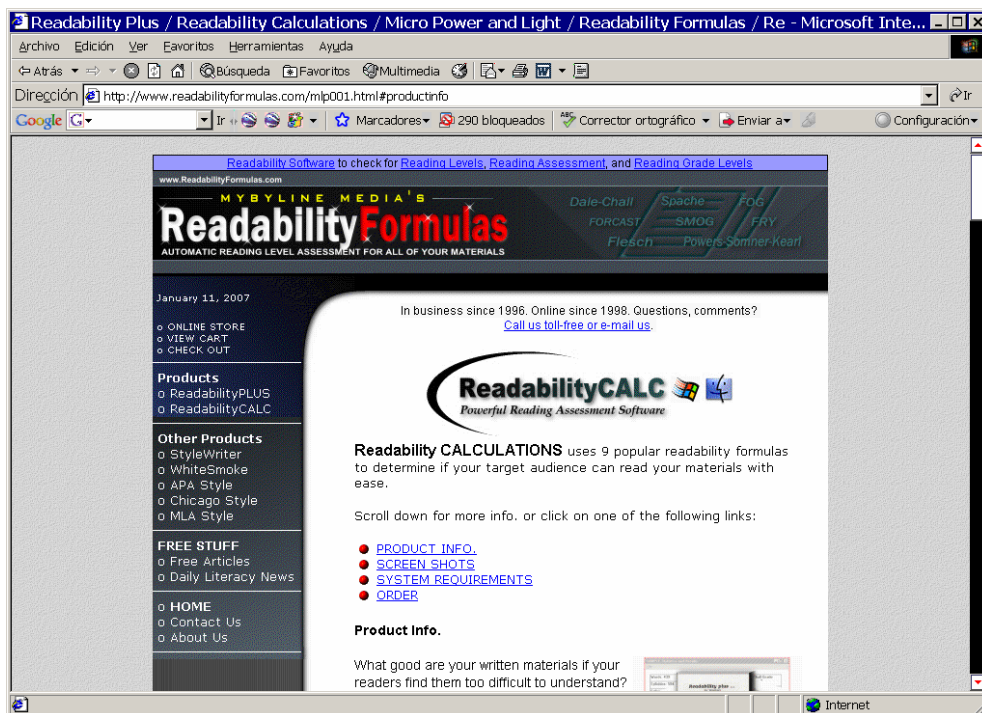 Readability Plus / Readability Calculations / Micro Power and Light / Readability Formulas / Re - Microsoft Inte...
Archivo Edición Ver Favoritos Herramientas Ayuda
Atrás Búsqueda Favoritos Multimedia
Dirección http://www.readabilityformulas.com/mlp001.html#productinfo Ir
Google G Ir Marcadores 290 bloqueados ABC Corrector ortográfico Enviar a Configuración
Readability Software to check for Reading Levels, Reading Assessment, and Reading Grade Levels
www.ReadabilityFormulas.com
MYBYLINE MEDIA'S
ReadabilityFormulas
AUTOMATIC READING LEVEL ASSESSMENT FOR ALL OF YOUR MATERIALS
Dale-Chall Spache FOG
FORCAST SMOG FRY
Flesch Powers-Somner-Kearl
January 11, 2007
o ONLINE STORE
o VIEW CART
o CHECK OUT
Products
o ReadabilityPLUS
o ReadabilityCALC
Other Products
o StyleWriter
o WhiteSmoke
o APA Style
o Chicago Style
o MLA Style
FREE STUFF
o Free Articles
o Daily Literacy News
o HOME
o Contact Us
o About Us
In business since 1996. Online since 1998. Questions, comments?
Call us toll-free or e-mail us.
ReadabilityCALC
Powerful Reading Assessment Software
Readability CALCULATIONS uses 9 popular readability formulas
to determine if your target audience can read your materials with
ease.
Scroll down for more info. or click on one of the following links:
PRODUCT INFO.
SCREEN SHOTS
SYSTEM REQUIREMENTS
ORDER
Product Info.
What good are your written materials if your
readers find them too difficult to understand?
Readability plus ...
Internet